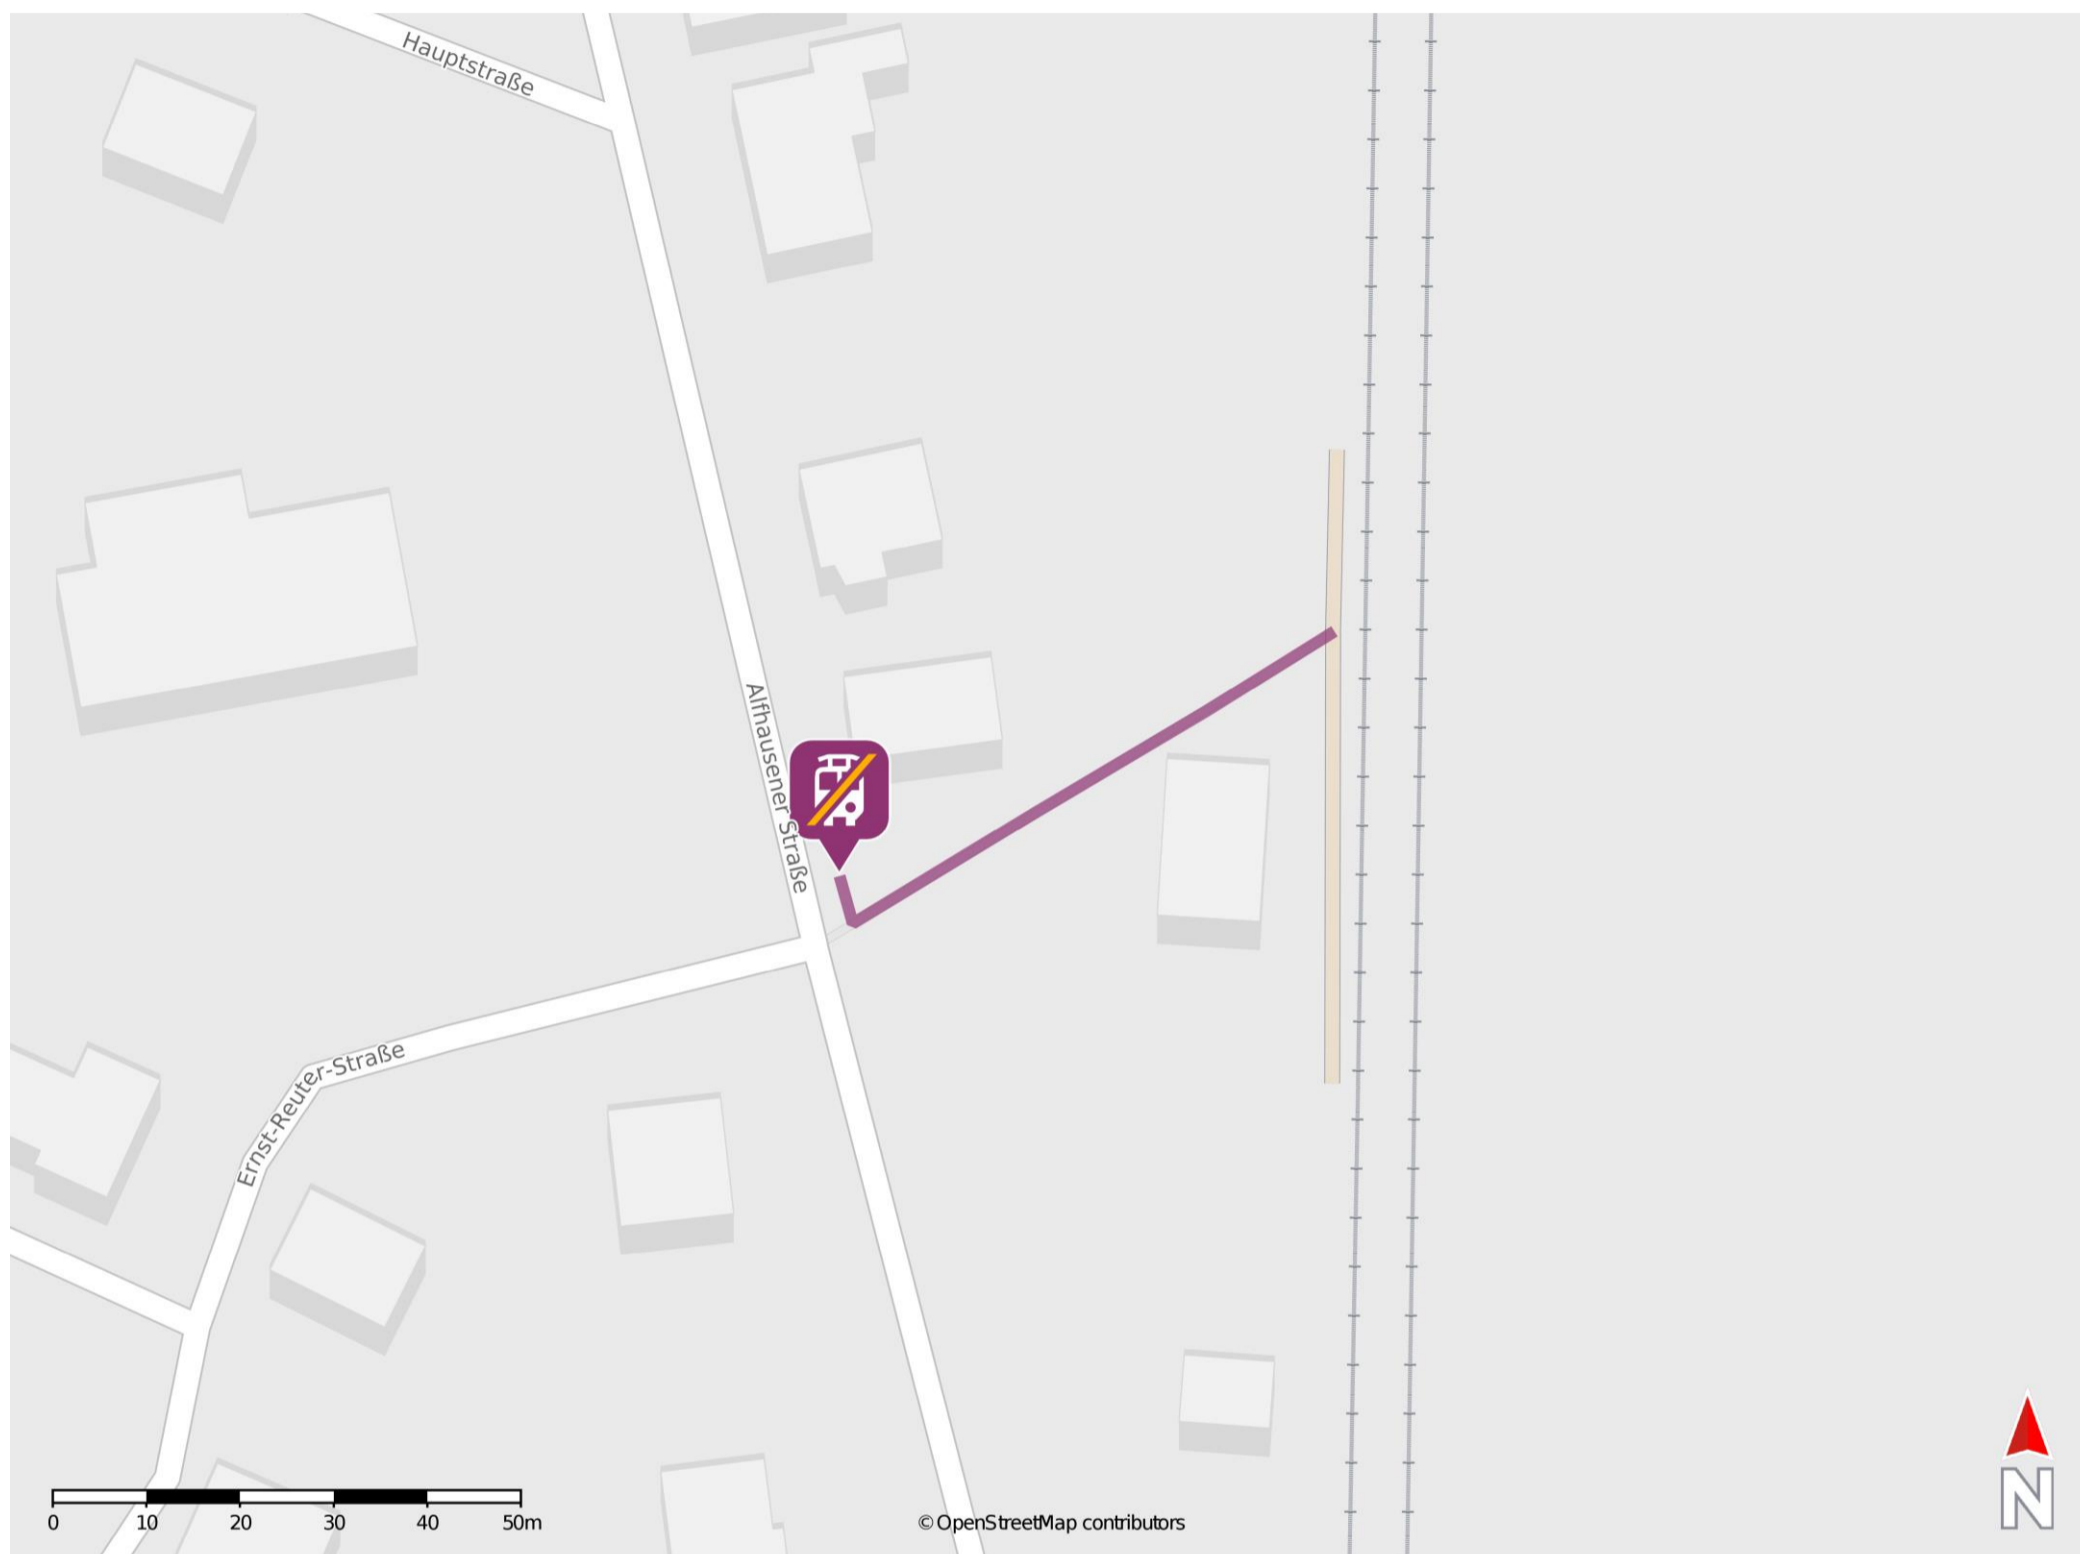 Hauptstraße
Alfhausener Straße
Ernst-Reuter-Straße
0 10 20 30 40 50m
© OpenStreetMap contributors
N